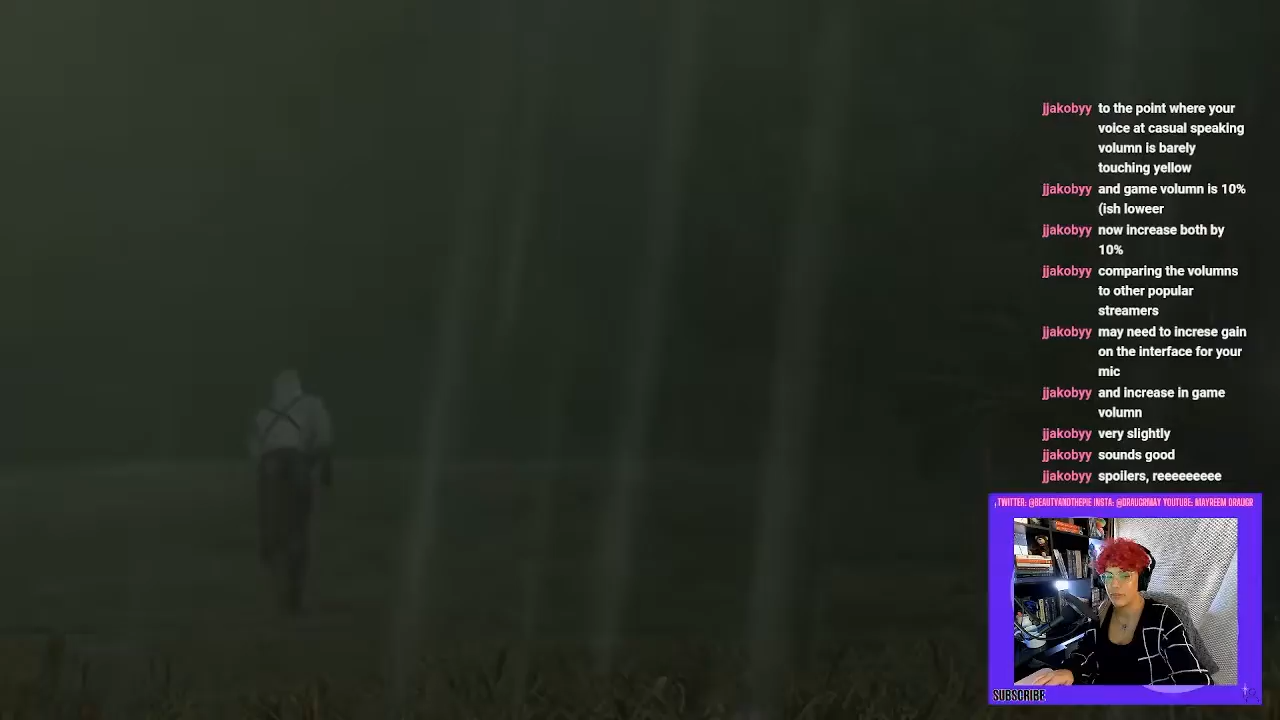 jjakobyy to the point where your
voice at casual speaking
volumn is barely
touching yellow
jjakobyy and game volumn is 10%
(ish loweer
jjakobyy now increase both by
10%
jjakobyy comparing the volumns
to other popular
streamers
jjakobyy may need to increse gain
on the interface for your
mic
jjakobyy and increase in game
volumn
jjakobyy very slightly
jjakobyy sounds good
jjakobyy spoilers, reeeeeeeee
TWITTER: @BEAUTYANDTHEPIE INSTA: @DRAUGRMAY YOUTUBE: MAYREEM DRAUGR
SUBSCRIBE